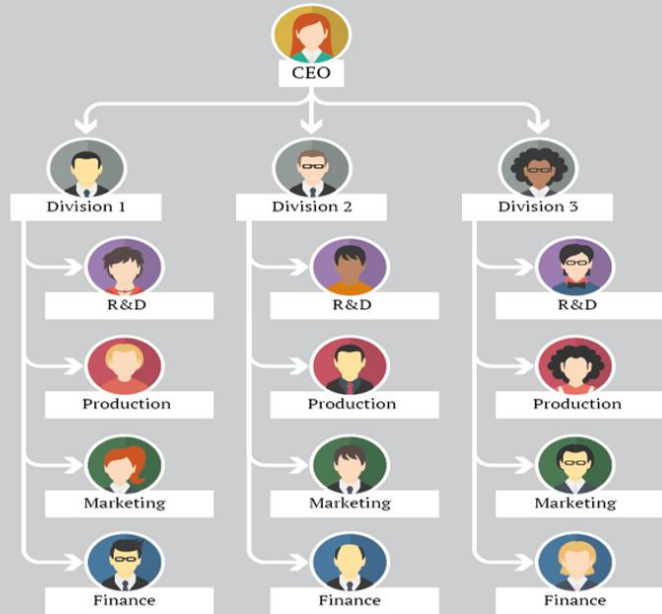 CEO
Division 1
Division 2
Division 3
R&D
R&D
R&D
Production
Production
Production
Marketing
Marketing
Marketing
Finance
Finance
Finance